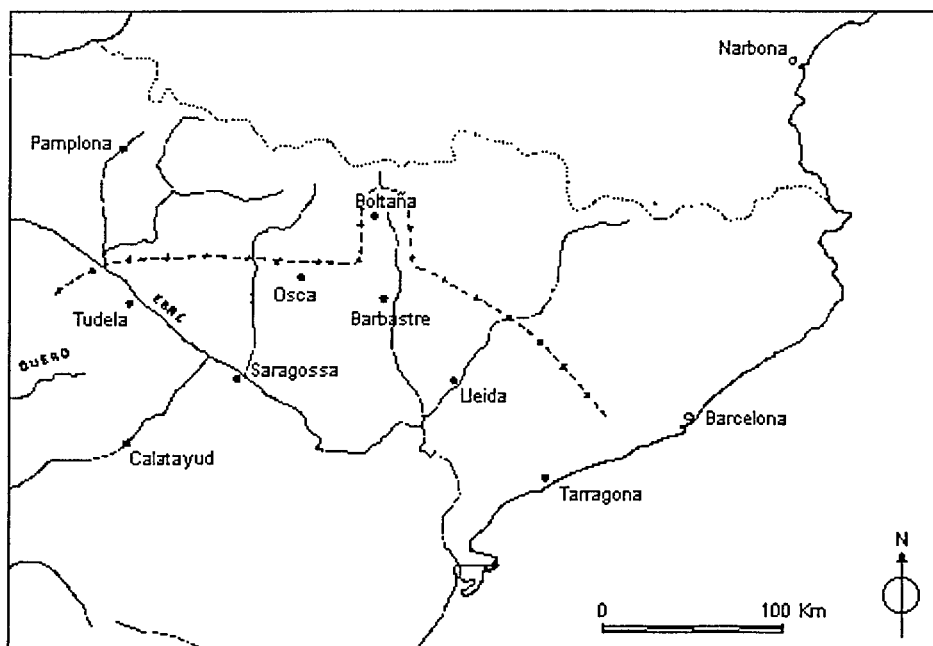 Narbona
Pamplona
Boltaña
Osca
Tudela
EBRE
Barbastre
DUERO
Saragossa
Lleida
Barcelona
Calatayud
Tarragona
N
0 100 Km